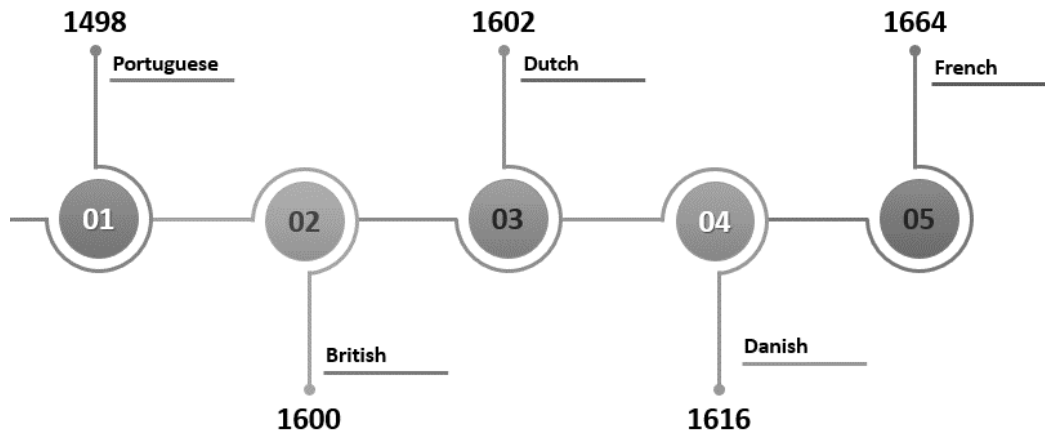 1498
Portuguese
1602
Dutch
1664
French
01
02
03
04
05
British
1600
Danish
1616